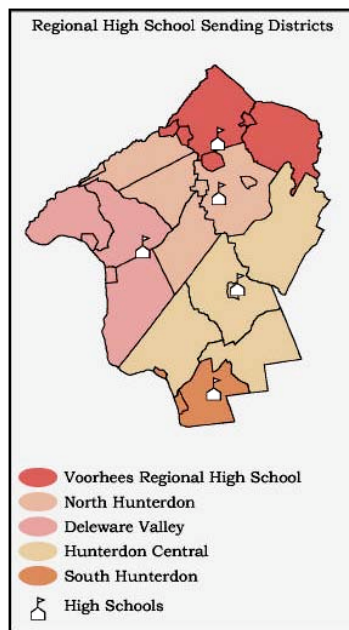 Regional High School Sending Districts
Voorhees Regional High School
North Hunterdon
Deleware Valley
Hunterdon Central
South Hunterdon
High Schools